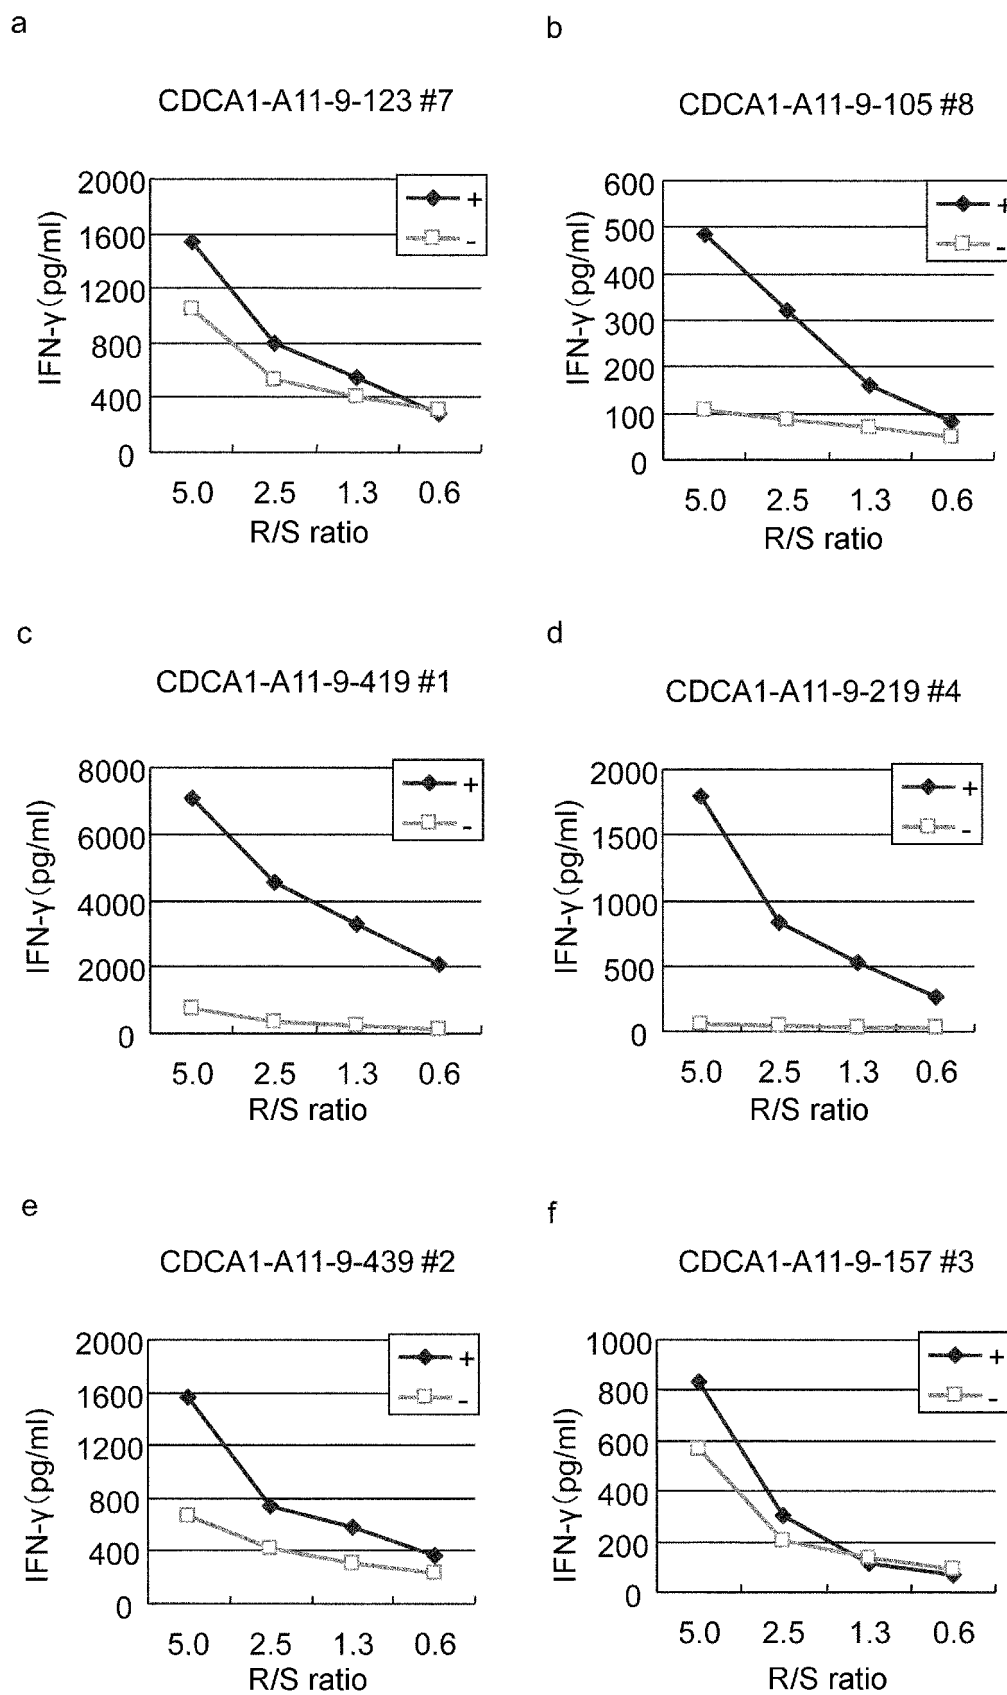 a
CDCA1-A11-9-123 #7
IFN-γ(pg/ml)
2000
1600
1200
800
400
0
+
-
5.0 2.5 1.3 0.6
R/S ratio
b
CDCA1-A11-9-105 #8
IFN-γ(pg/ml)
600
500
400
300
200
100
0
+
-
5.0 2.5 1.3 0.6
R/S ratio
c
CDCA1-A11-9-419 #1
IFN-γ(pg/ml)
8000
6000
4000
2000
0
+
-
5.0 2.5 1.3 0.6
R/S ratio
d
CDCA1-A11-9-219 #4
IFN-γ(pg/ml)
2000
1500
1000
500
0
+
-
5.0 2.5 1.3 0.6
R/S ratio
e
CDCA1-A11-9-439 #2
IFN-γ(pg/ml)
2000
1600
1200
800
400
0
+
-
5.0 2.5 1.3 0.6
R/S ratio
f
CDCA1-A11-9-157 #3
IFN-γ(pg/ml)
1000
800
600
400
200
0
+
-
5.0 2.5 1.3 0.6
R/S ratio